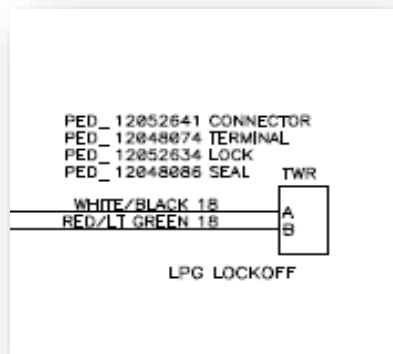 PED_ 12052641 CONNECTOR
PED_ 12048074 TERMINAL
PED_ 12052634 LOCK
PED_ 12048086 SEAL
TWR
WHITE/BLACK 18
A
RED/LT GREEN 18
B
LPG LOCKOFF